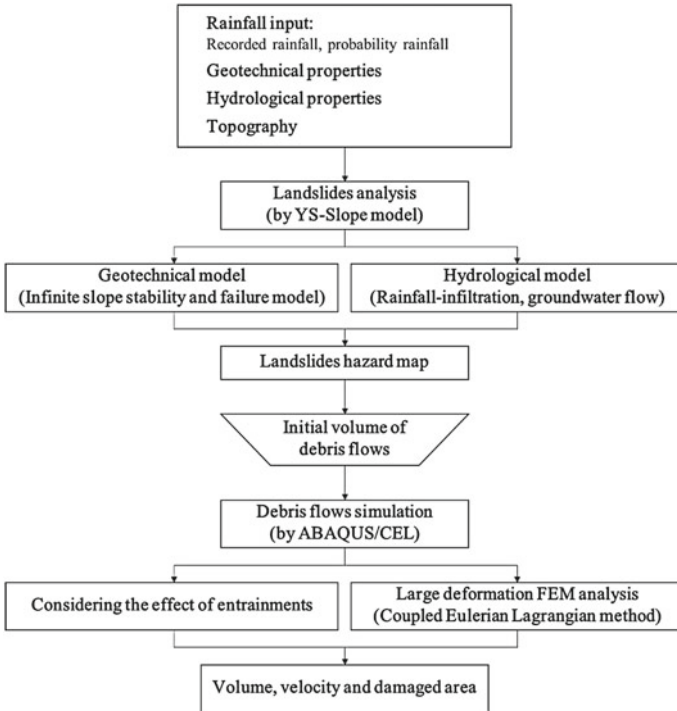 Rainfall input:
Recorded rainfall, probability rainfall
Geotechnical properties
Hydrological properties
Topography
Landslides analysis
(by YS-Slope model)
Geotechnical model
(Infinite slope stability and failure model)
Hydrological model
(Rainfall-infiltration, groundwater flow)
Landslides hazard map
Initial volume of
debris flows
Debris flows simulation
(by ABAQUS/CEL)
Considering the effect of entrainments
Large deformation FEM analysis
(Coupled Eulerian Lagrangian method)
Volume, velocity and damaged area